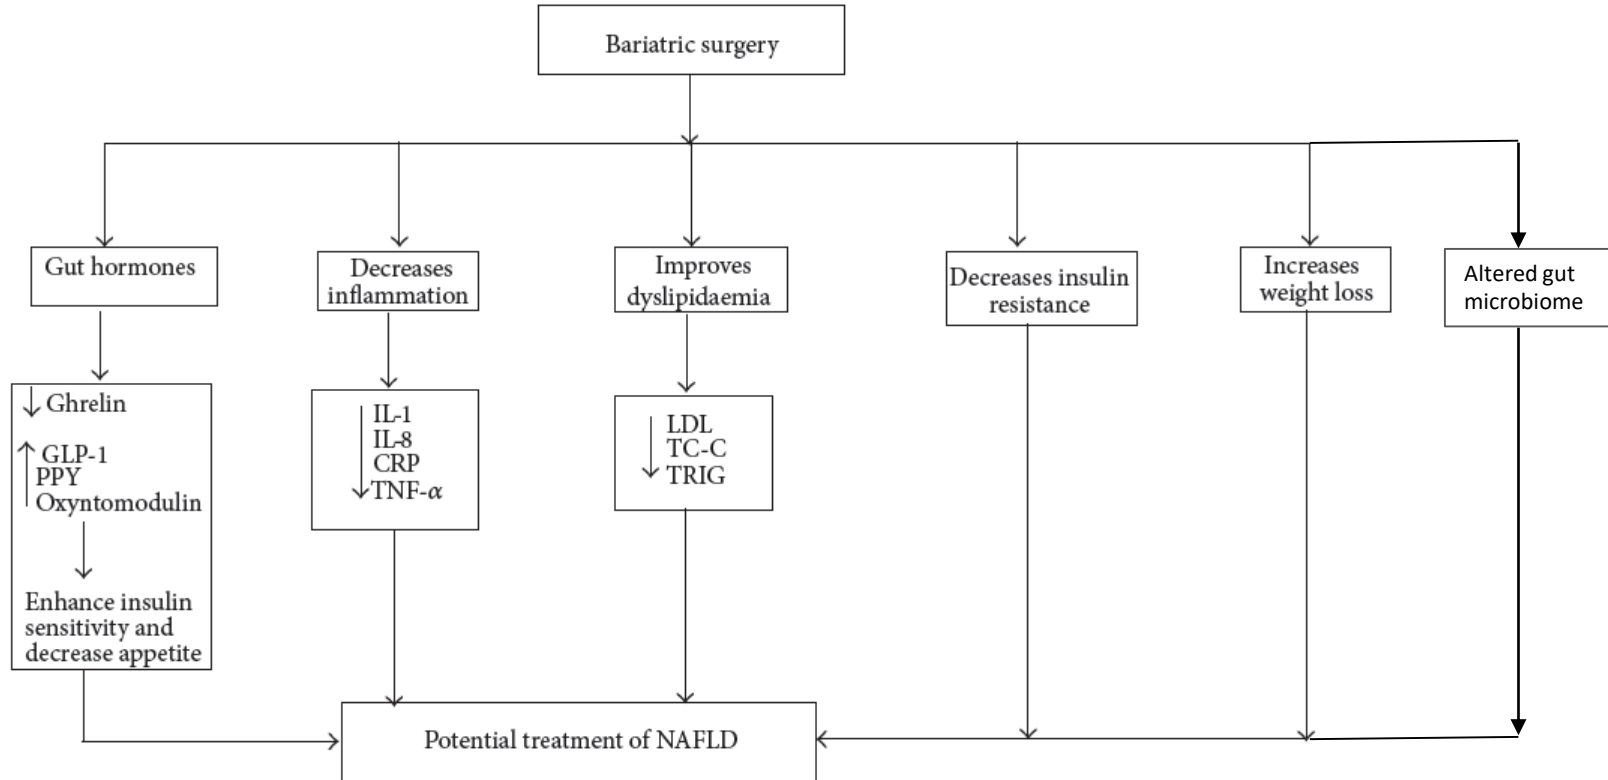 Bariatric surgery
Gut hormones
Decreases
inflammation
Improves
dyslipidaemia
Decreases insulin
resistance
Increases
weight loss
Altered gut
microbiome
Ghrelin
GLP-1
PPY
Oxyntomodulin
Enhance insulin
sensitivity and
decrease appetite
IL-1
IL-8
CRP
TNF-α
LDL
TC-C
TRIG
Potential treatment of NAFLD